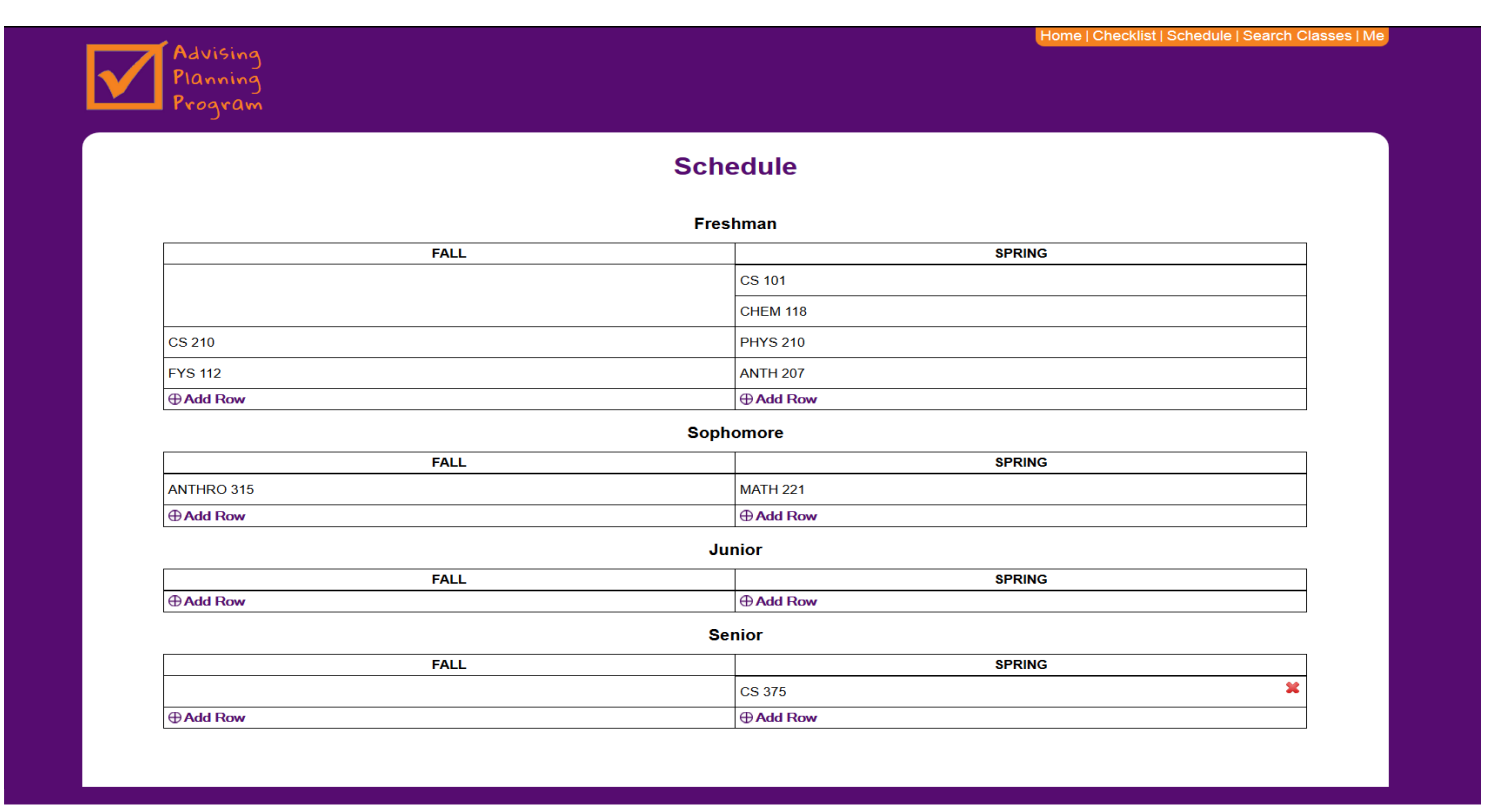 Home | Checklist | Schedule | Search Classes | Me
Advising
Planning
Program
Schedule
Freshman
FALL SPRING
CS 101
CHEM 118
CS 210 PHYS 210
FYS 112 ANTH 207
Add Row Add Row
Sophomore
FALL SPRING
ANTHRO 315 MATH 221
Add Row Add Row
Junior
FALL SPRING
Add Row Add Row
Senior
FALL SPRING
CS 375
Add Row Add Row